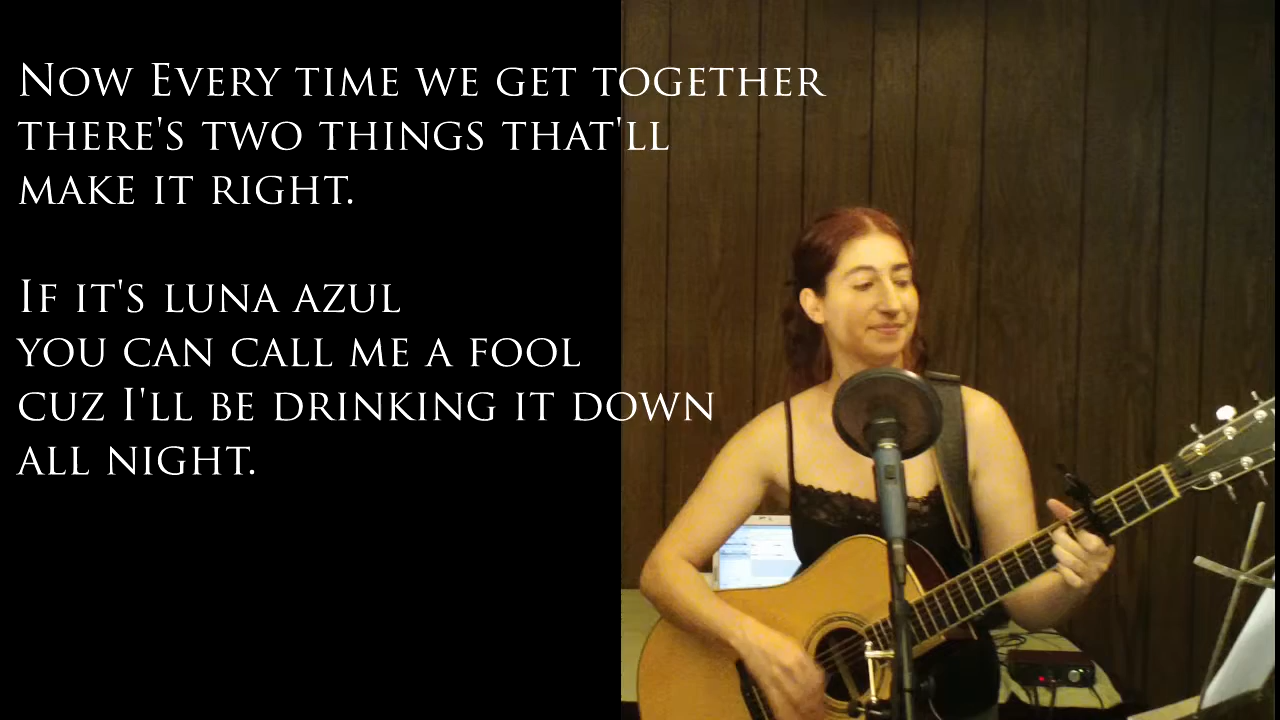 Now Every time we get together
there's two things that'll
make it right.
If it's luna azul
you can call me a fool
cuz I'll be drinking it down
all night.